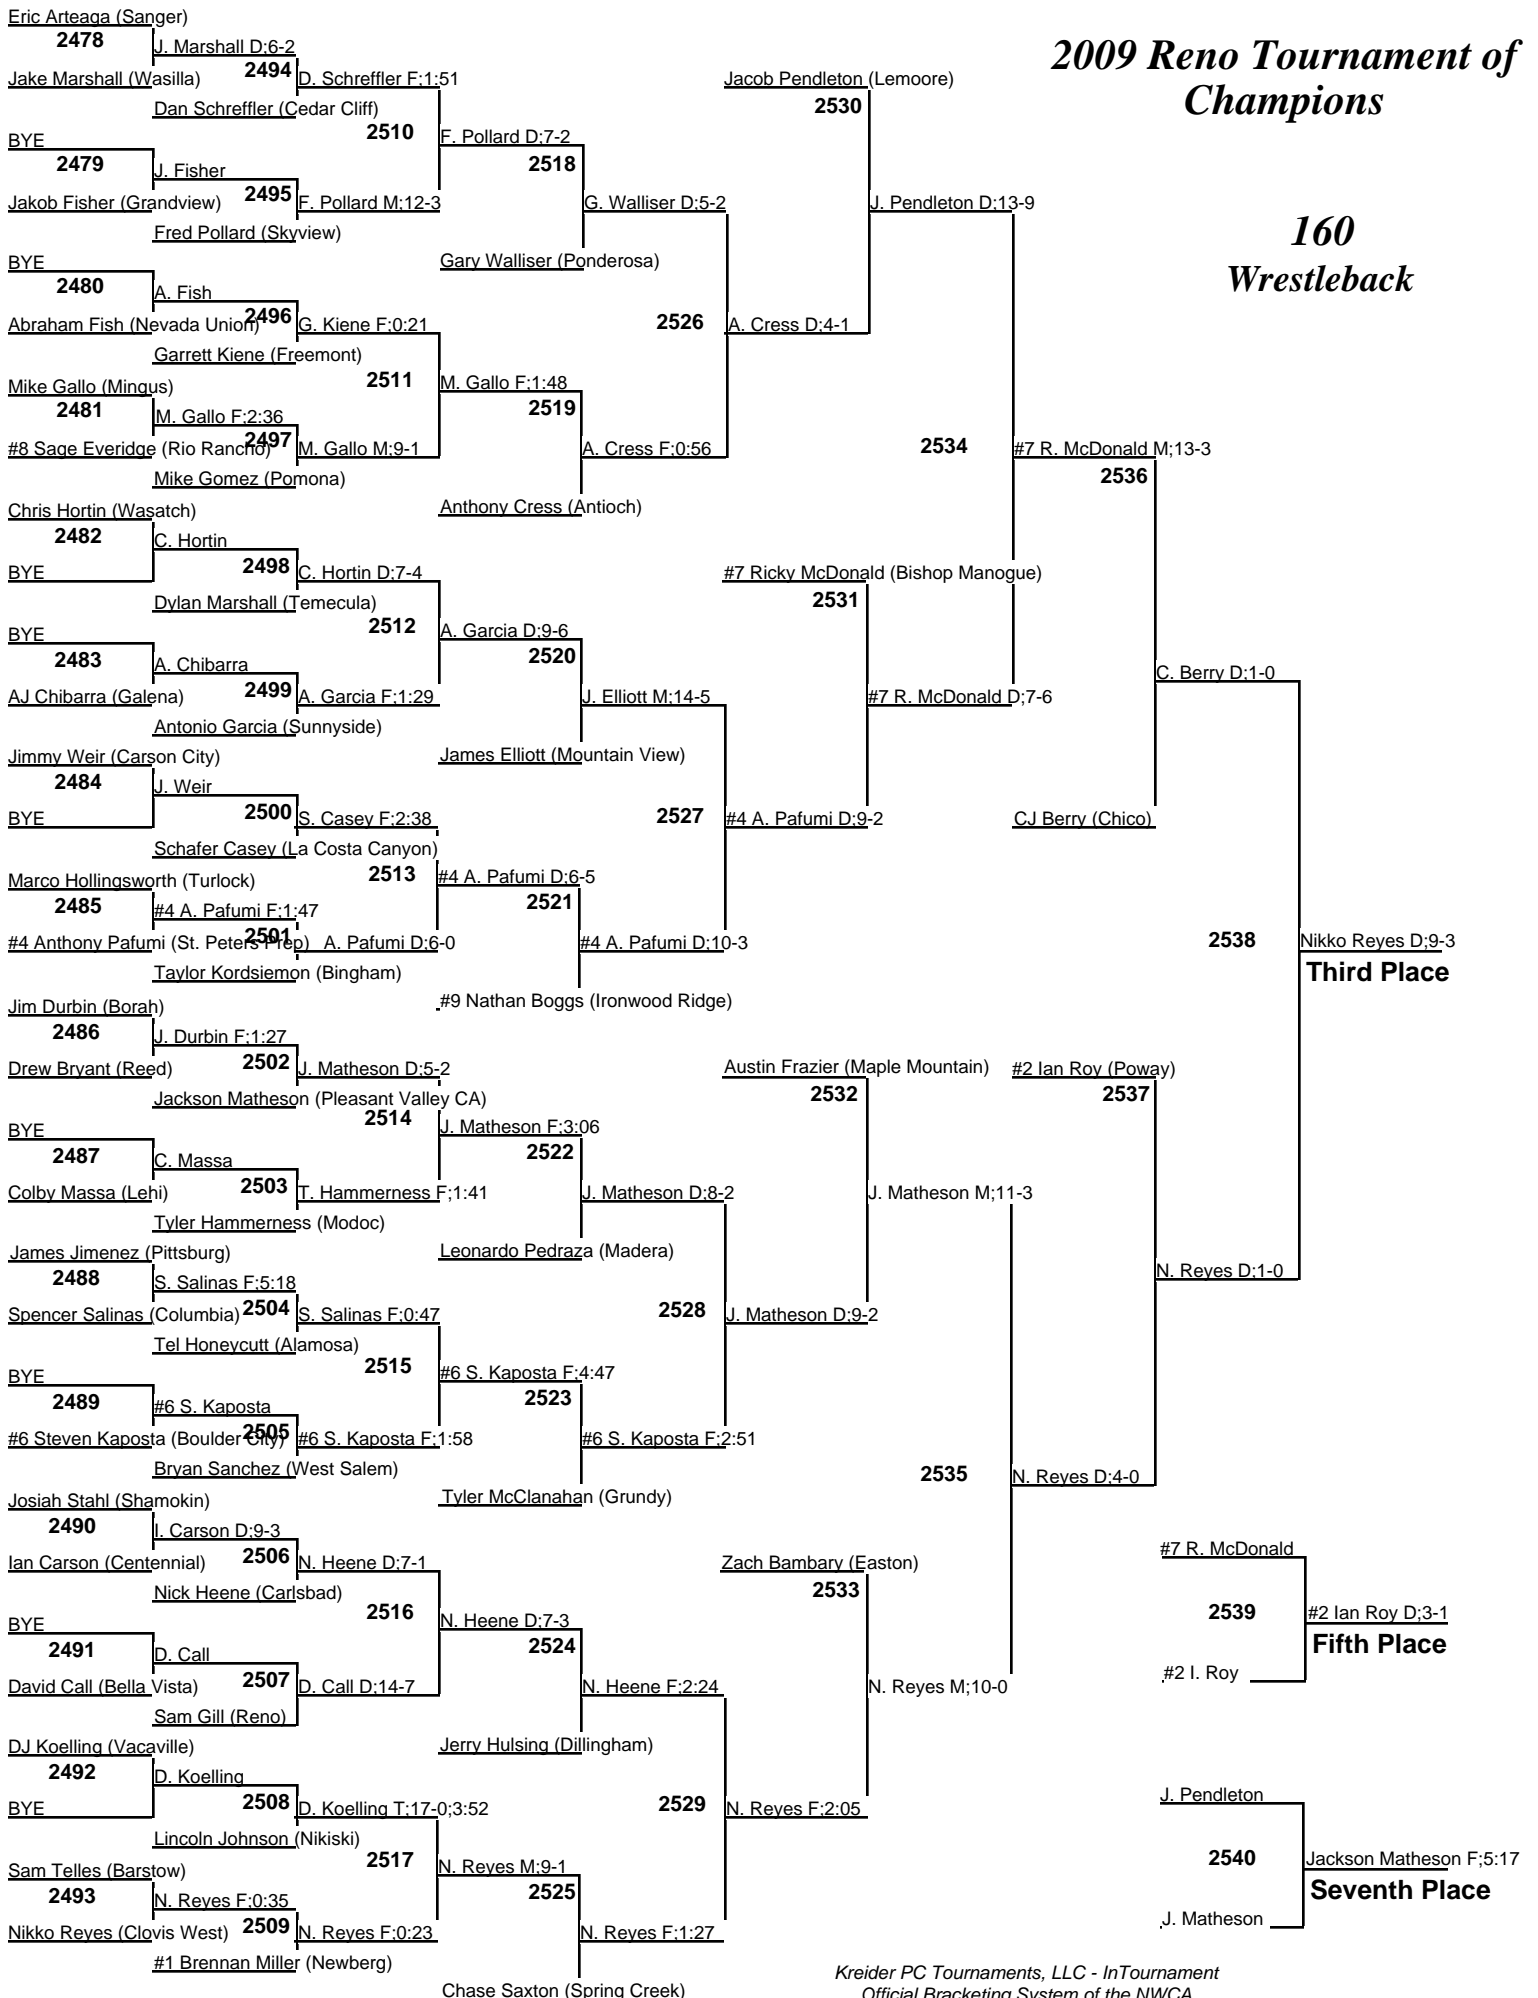 Eric Arteaga (Sanger)
2478
J. Marshall D;6-2
Jake Marshall (Wasilla)
2494
D. Schreffler F;1:51
Dan Schreffler (Cedar Cliff)
2510
BYE
2479
J. Fisher
Jakob Fisher (Grandview)
2495
F. Pollard M;12-3
Fred Pollard (Skyview)
F. Pollard D;7-2
2518
G. Walliser D;5-2
Gary Walliser (Ponderosa)
BYE
2480
A. Fish
Abraham Fish (Nevada Union)
2496
G. Kiene F;0:21
Garrett Kiene (Freemont)
2511
Mike Gallo (Mingus)
2481
M. Gallo F;2:36
#8 Sage Everidge (Rio Rancho)
2497
M. Gallo M;9-1
Mike Gomez (Pomona)
M. Gallo F;1:48
2519
A. Cress F;0:56
Anthony Cress (Antioch)
2526
A. Cress D;4-1
Jacob Pendleton (Lemoore)
2530
J. Pendleton D;13-9
2009 Reno Tournament of
Champions
160
Wrestleback
Chris Hortin (Wasatch)
2482
C. Hortin
BYE
2498
C. Hortin D;7-4
Dylan Marshall (Temecula)
2512
BYE
2483
A. Chibarra
AJ Chibarra (Galena)
2499
A. Garcia F;1:29
Antonio Garcia (Sunnyside)
A. Garcia D;9-6
2520
J. Elliott M;14-5
James Elliott (Mountain View)
Jimmy Weir (Carson City)
2484
J. Weir
BYE
2500
S. Casey F;2:38
Schafer Casey (La Costa Canyon)
2513
Marco Hollingsworth (Turlock)
2485
#4 A. Pafumi F;1:47
#4 Anthony Pafumi (St. Peters Prep)
2501
A. Pafumi D;6-0
Taylor Kordsiemon (Bingham)
#4 A. Pafumi D;6-5
2521
#4 A. Pafumi D;10-3
#9 Nathan Boggs (Ironwood Ridge)
2527
#4 A. Pafumi D;9-2
#7 Ricky McDonald (Bishop Manogue)
2531
#7 R. McDonald D;7-6
2534
#7 R. McDonald M;13-3
2536
C. Berry D;1-0
CJ Berry (Chico)
2538
Nikko Reyes D;9-3
Third Place
Jim Durbin (Borah)
2486
J. Durbin F;1:27
Drew Bryant (Reed)
2502
J. Matheson D;5-2
Jackson Matheson (Pleasant Valley CA)
2514
BYE
2487
C. Massa
Colby Massa (Lehi)
2503
T. Hammerness F;1:41
Tyler Hammerness (Modoc)
J. Matheson F;3:06
2522
J. Matheson D;8-2
Leonardo Pedraza (Madera)
James Jimenez (Pittsburg)
2488
S. Salinas F;5:18
Spencer Salinas (Columbia)
2504
S. Salinas F;0:47
Tel Honeycutt (Alamosa)
2515
BYE
2489
#6 S. Kaposta
#6 Steven Kaposta (Boulder City)
2505
#6 S. Kaposta F;1:58
Bryan Sanchez (West Salem)
#6 S. Kaposta F;4:47
2523
#6 S. Kaposta F;2:51
Tyler McClanahan (Grundy)
2528
J. Matheson D;9-2
Austin Frazier (Maple Mountain)
2532
J. Matheson M;11-3
#2 Ian Roy (Poway)
2537
N. Reyes D;1-0
2535
N. Reyes D;4-0
Josiah Stahl (Shamokin)
2490
I. Carson D;9-3
Ian Carson (Centennial)
2506
N. Heene D;7-1
Nick Heene (Carlsbad)
2516
BYE
2491
D. Call
David Call (Bella Vista)
2507
D. Call D;14-7
Sam Gill (Reno)
N. Heene D;7-3
2524
N. Heene F;2:24
Jerry Hulsing (Dillingham)
DJ Koelling (Vacaville)
2492
D. Koelling
BYE
2508
D. Koelling T;17-0;3:52
Lincoln Johnson (Nikiski)
2517
Sam Telles (Barstow)
2493
N. Reyes F;0:35
Nikko Reyes (Clovis West)
2509
N. Reyes F;0:23
#1 Brennan Miller (Newberg)
N. Reyes M;9-1
2525
N. Reyes F;1:27
Chase Saxton (Spring Creek)
2529
N. Reyes F;2:05
Zach Bambary (Easton)
2533
N. Reyes M;10-0
#7 R. McDonald
2539
#2 Ian Roy D;3-1
Fifth Place
#2 I. Roy
J. Pendleton
2540
Jackson Matheson F;5:17
Seventh Place
J. Matheson
Kreider PC Tournaments, LLC - InTournament
Official Bracketing System of the NWCA